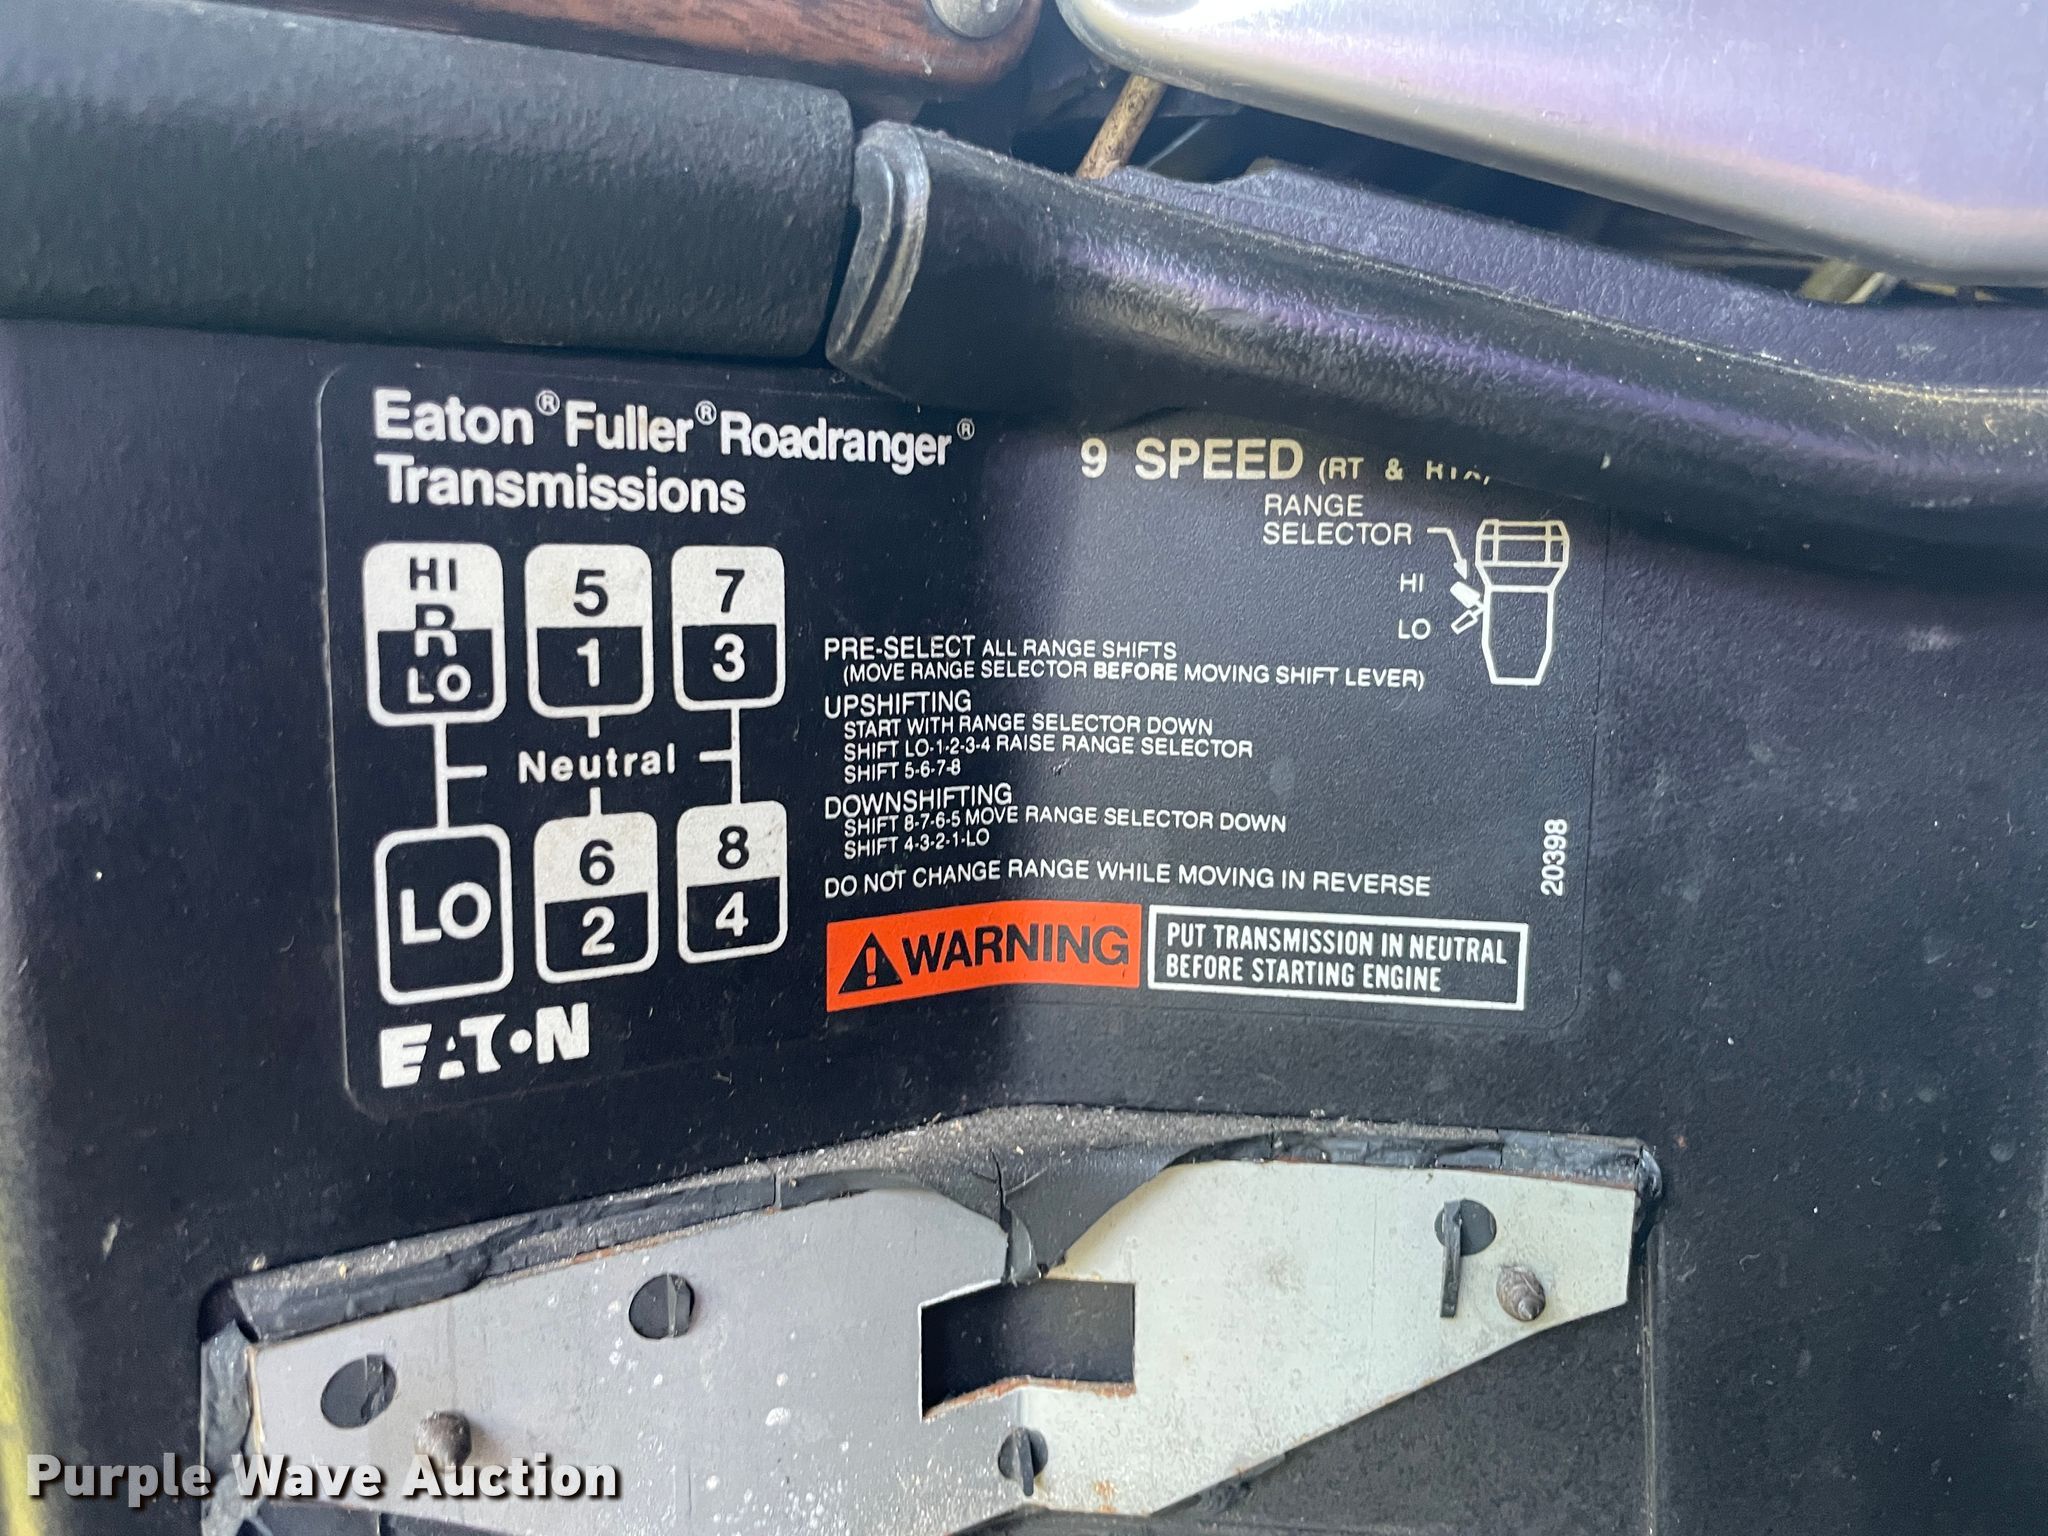 Eaton® Fuller® Roadranger®
Transmissions
HI
R
LO
5
1
7
3
Neutral
LO
6
2
8
4
EATON
9 SPEED (RT &
RANGE
SELECTOR
HI
LO
PRE-SELECT ALL RANGE SHIFTS
(MOVE RANGE SELECTOR BEFORE MOVING SHIFT LEVER)
UPSHIFTING
START WITH RANGE SELECTOR DOWN
SHIFT LO-1-2-3-4 RAISE RANGE SELECTOR
SHIFT 5-6-7-8
DOWNSHIFTING
SHIFT 8-7-6-5 MOVE RANGE SELECTOR DOWN
SHIFT 4-3-2-1-LO
DO NOT CHANGE RANGE WHILE MOVING IN REVERSE
20398
WARNING
PUT TRANSMISSION IN NEUTRAL
BEFORE STARTING ENGINE
Purple Wave Auction